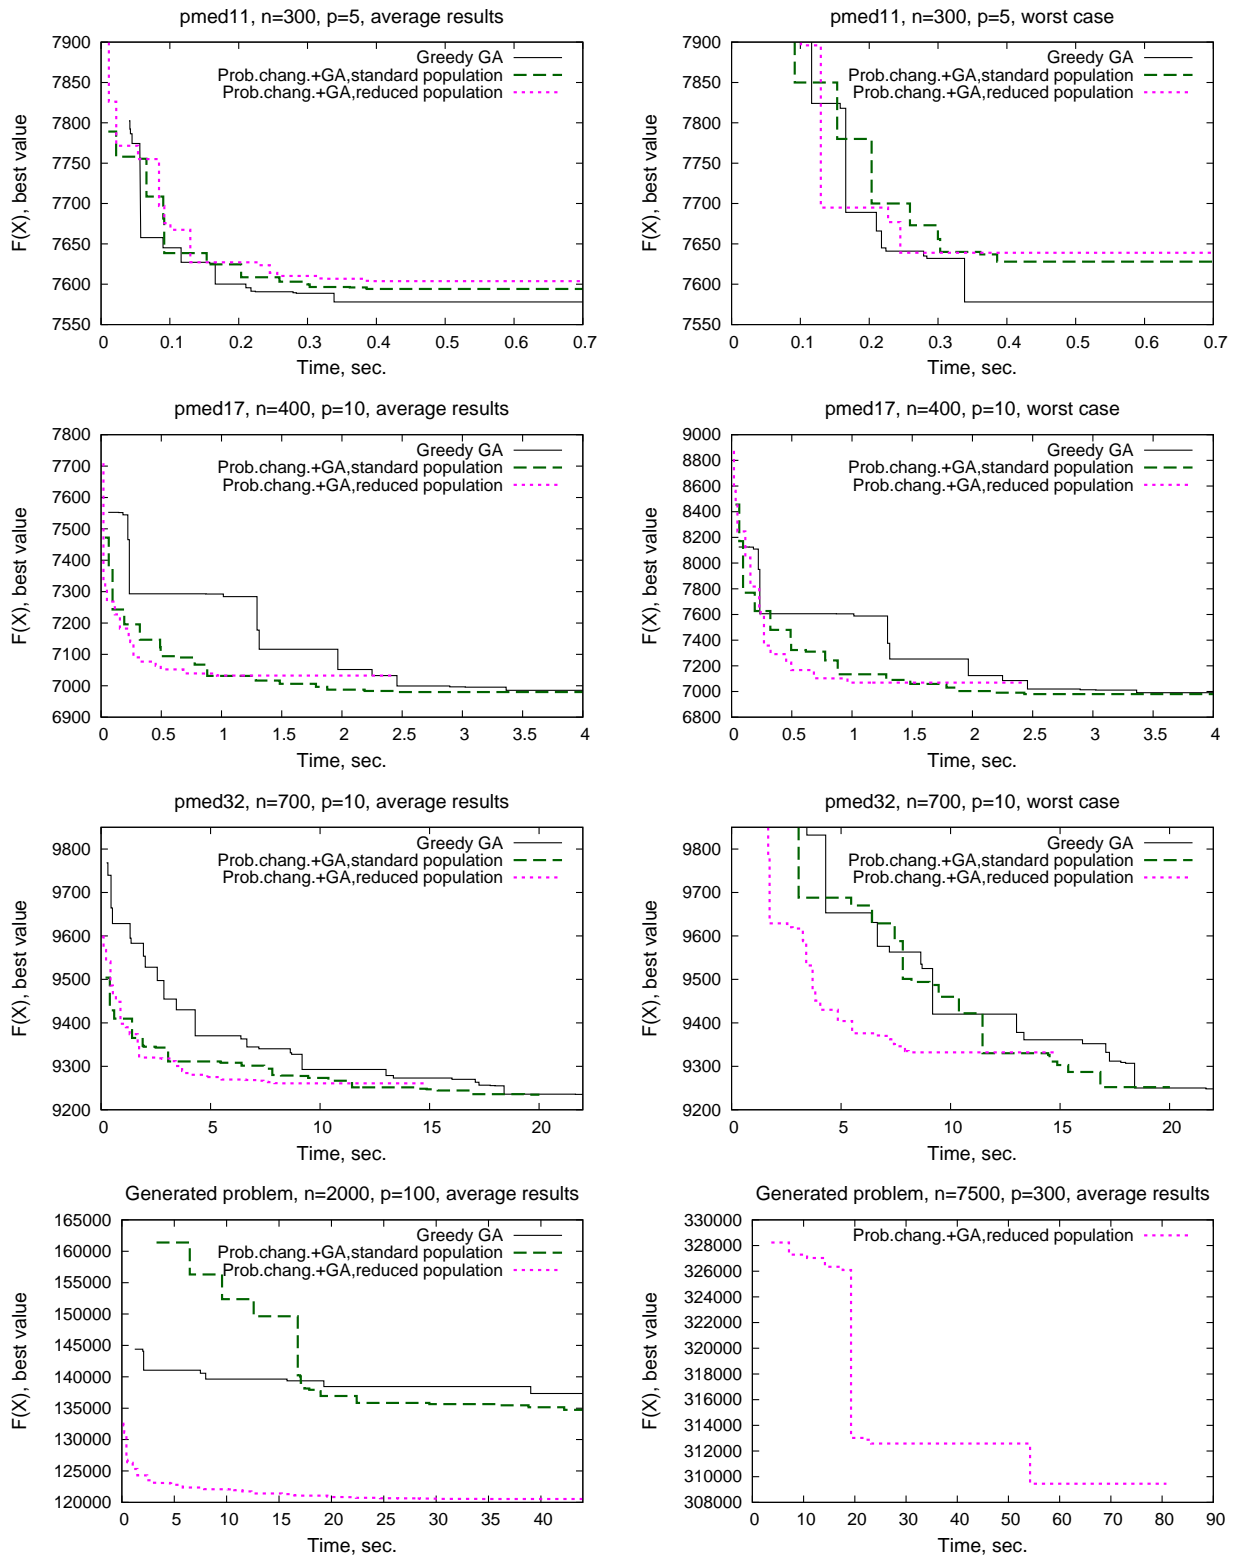 pmed11, n=300, p=5, average results
7900
7850
7800
7750
7700
7650
7600
7550
F(X), best value
Greedy GA
Prob.chang.+GA,standard population
Prob.chang.+GA,reduced population
0 0.1 0.2 0.3 0.4 0.5 0.6 0.7
Time, sec.
pmed11, n=300, p=5, worst case
7900
7850
7800
7750
7700
7650
7600
7550
F(X), best value
Greedy GA
Prob.chang.+GA,standard population
Prob.chang.+GA,reduced population
0 0.1 0.2 0.3 0.4 0.5 0.6 0.7
Time, sec.
pmed17, n=400, p=10, average results
7800
7700
7600
7500
7400
7300
7200
7100
7000
6900
F(X), best value
Greedy GA
Prob.chang.+GA,standard population
Prob.chang.+GA,reduced population
0 0.5 1 1.5 2 2.5 3 3.5 4
Time, sec.
pmed17, n=400, p=10, worst case
9000
8800
8600
8400
8200
8000
7800
7600
7400
7200
7000
6800
F(X), best value
Greedy GA
Prob.chang.+GA,standard population
Prob.chang.+GA,reduced population
0 0.5 1 1.5 2 2.5 3 3.5 4
Time, sec.
pmed32, n=700, p=10, average results
9800
9700
9600
9500
9400
9300
9200
F(X), best value
Greedy GA
Prob.chang.+GA,standard population
Prob.chang.+GA,reduced population
0 5 10 15 20
Time, sec.
pmed32, n=700, p=10, worst case
9800
9700
9600
9500
9400
9300
9200
F(X), best value
Greedy GA
Prob.chang.+GA,standard population
Prob.chang.+GA,reduced population
0 5 10 15 20
Time, sec.
Generated problem, n=2000, p=100, average results
165000
160000
155000
150000
145000
140000
135000
130000
125000
120000
F(X), best value
Greedy GA
Prob.chang.+GA,standard population
Prob.chang.+GA,reduced population
0 5 10 15 20 25 30 35 40
Time, sec.
Generated problem, n=7500, p=300, average results
330000
328000
326000
324000
322000
320000
318000
316000
314000
312000
310000
308000
F(X), best value
Prob.chang.+GA,reduced population
0 10 20 30 40 50 60 70 80 90
Time, sec.